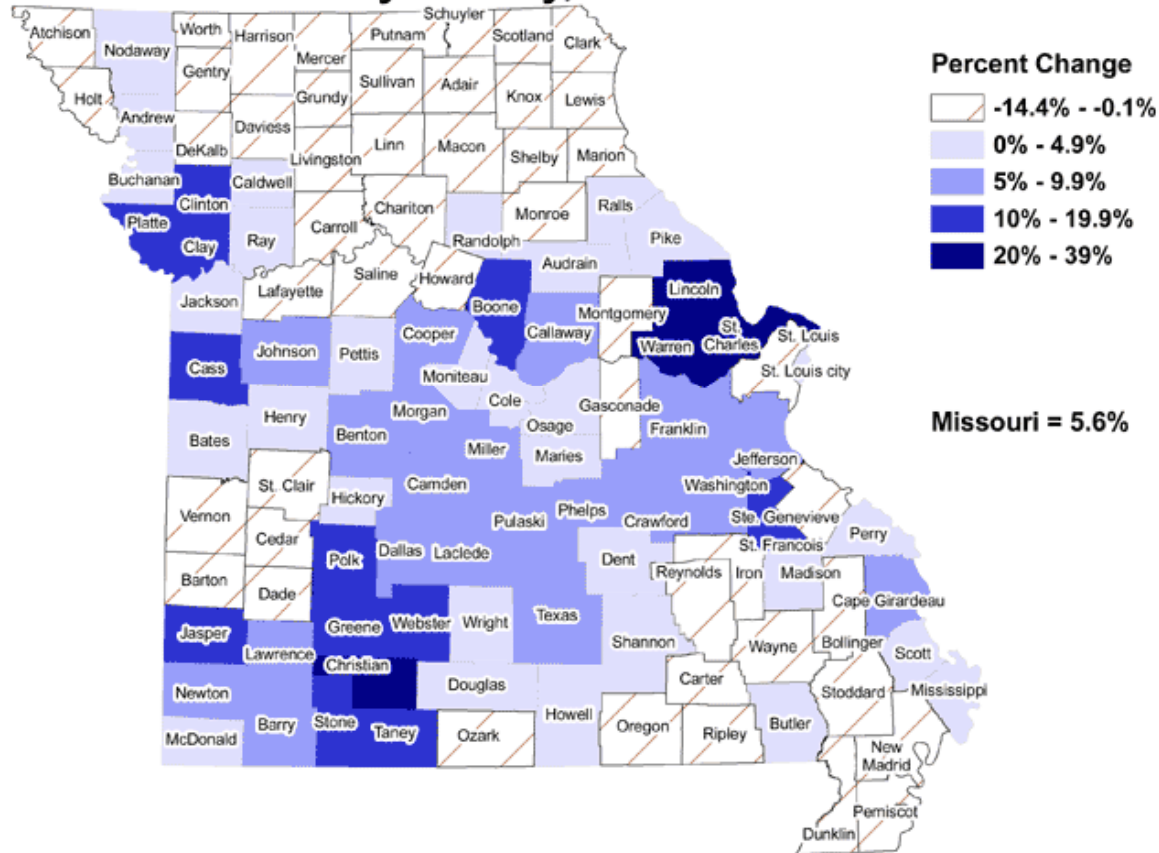 Schuyler
Atchison
Worth
Harrison
Putnam
Scotland
Clark
Nodaway
Mercer
Gentry
Sullivan
Adair
Holt
Grundy
Knox
Lewis
Andrew
Daviess
DeKalb
Livingston
Linn
Macon
Shelby
Marion
Buchanan
Caldwell
Clinton
Chariton
Monroe
Ralls
Platte
Clay
Ray
Carroll
Randolph
Pike
Audrain
Saline
Howard
Jackson
Lafayette
Boone
Lincoln
Montgomery
Cooper
Callaway
St.
Charles
St. Louis
Warren
Johnson
Pettis
Cass
Moniteau
St. Louis city
Cole
Henry
Morgan
Gasconade
Osage
Franklin
Bates
Benton
Miller
Maries
Jefferson
St. Clair
Hickory
Camden
Washington
Vernon
Pulaski
Phelps
Crawford
Ste. Genevieve
Cedar
Perry
St. Francois
Polk
Dallas
Laclede
Dent
Barton
Dade
Reynolds
Iron
Madison
Cape Girardeau
Jasper
Greene
Webster
Wright
Texas
Lawrence
Shannon
Wayne
Bollinger
Scott
Christian
Carter
Newton
Douglas
Stoddard
Mississippi
Howell
Barry
Stone
Taney
Ozark
Oregon
Ripley
Butler
McDonald
New
Madrid
Pemiscot
Dunklin
Percent Change
-14.4% - -0.1%
0% - 4.9%
5% - 9.9%
10% - 19.9%
20% - 39%
Missouri = 5.6%